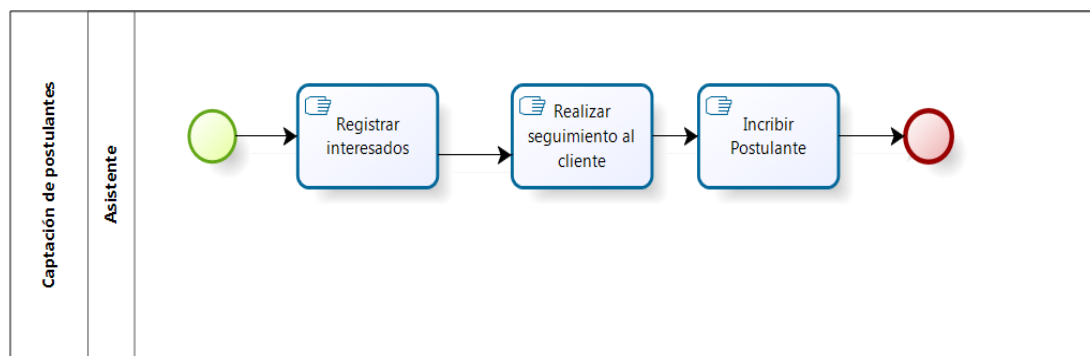 Captación de postulantes
Asistente
Registrar
interesados
Realizar
seguimiento al
cliente
Incribir
Postulante